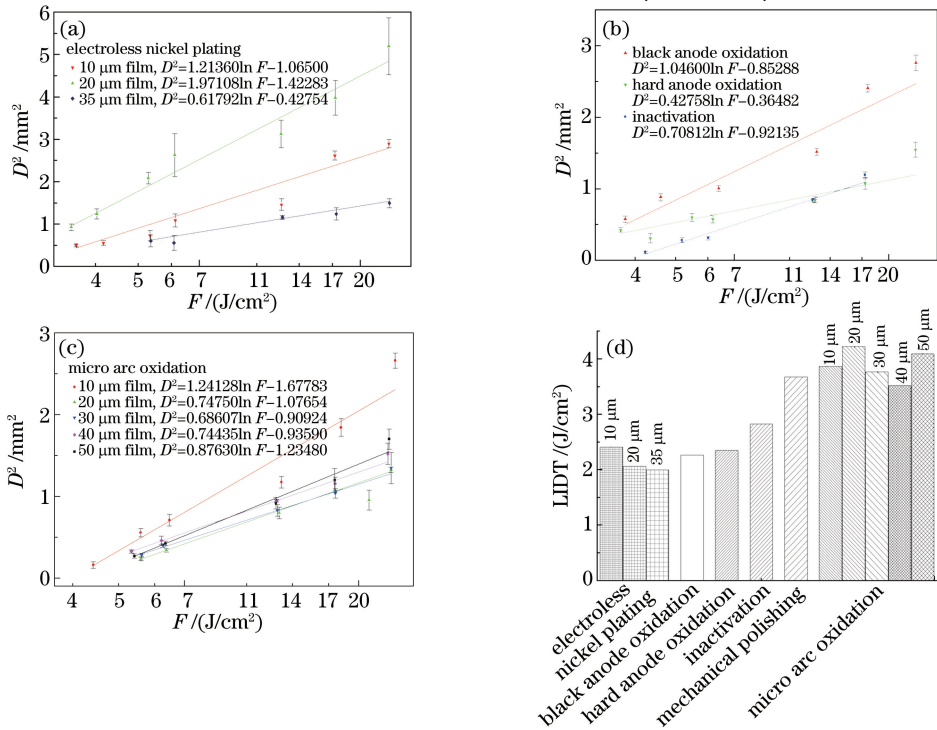 (a)
electroless nickel plating
10 μm film, D²=1.21360ln F−1.06500
20 μm film, D²=1.97108ln F−1.42283
35 μm film, D²=0.61792ln F−0.42754
D²/mm²
6
5
4
3
2
1
0
4 5 7 11 14 17 20
F/(J/cm²)
(b)
black anode oxidation
D²=1.04600ln F−0.85288
hard anode oxidation
D²=0.42758ln F−0.36482
inactivation
D²=0.70812ln F−0.92135
D²/mm²
3
2
1
0
4 5 7 11 14 17 20
F/(J/cm²)
(c)
micro arc oxidation
10 μm film, D²=1.24128ln F−1.67783
20 μm film, D²=0.74750ln F−1.07654
30 μm film, D²=0.68607ln F−0.90924
40 μm film, D²=0.74435ln F−0.93590
50 μm film, D²=0.87630ln F−1.23480
D²/mm²
3
2
1
0
4 5 6 7 11 14 17 20
F/(J/cm²)
(d)
LIDT/(J/cm²)
4
3
2
1
0
10 μm
20 μm
35 μm
10 μm
20 μm
30 μm
40 μm
50 μm
electroless
nickel plating
black anode oxidation
hard anode oxidation
inactivation
mechanical polishing
micro arc oxidation